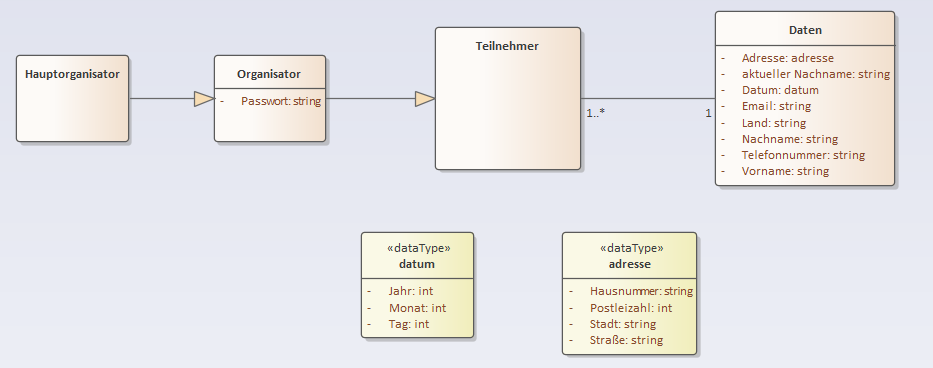 Hauptorganisator
Organisator
- Passwort: string
Teilnehmer
1..*
1
Daten
- Adresse: adresse
- aktueller Nachname: string
- Datum: datum
- Email: string
- Land: string
- Nachname: string
- Telefonnummer: string
- Vorname: string
«dataType»
datum
- Jahr: int
- Monat: int
- Tag: int
«dataType»
adresse
- Hausnummer: string
- Postleizahl: int
- Stadt: string
- Straße: string